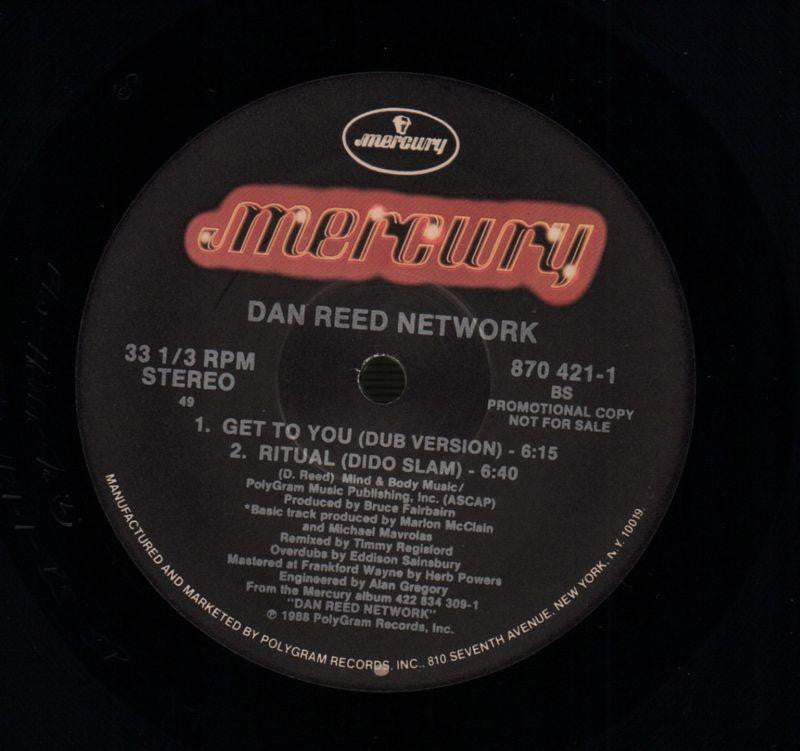 mercury
mercury
DAN REED NETWORK
33 1/3 RPM
STEREO
49
870 421-1
BS
PROMOTIONAL COPY
NOT FOR SALE
1. GET TO YOU (DUB VERSION) - 6:15
2. RITUAL (DIDO SLAM) - 6:40
(D. Reed) Mind & Body Music/
PolyGram Music Publishing, Inc. (ASCAP)
Produced by Bruce Fairbairn
*Basic track produced by Marlon McClain
and Michael Mavrolas
Remixed by Timmy Regisford
Overdubs by Eddison Sainsbury
Mastered at Frankford Wayne by Herb Powers
Engineered by Alan Gregory
From the Mercury album 422 834 309-1
"DAN REED NETWORK"
℗ 1988 PolyGram Records, Inc.
MANUFACTURED AND MARKETED BY POLYGRAM RECORDS, INC., 810 SEVENTH AVENUE, NEW YORK, N.Y. 10019.